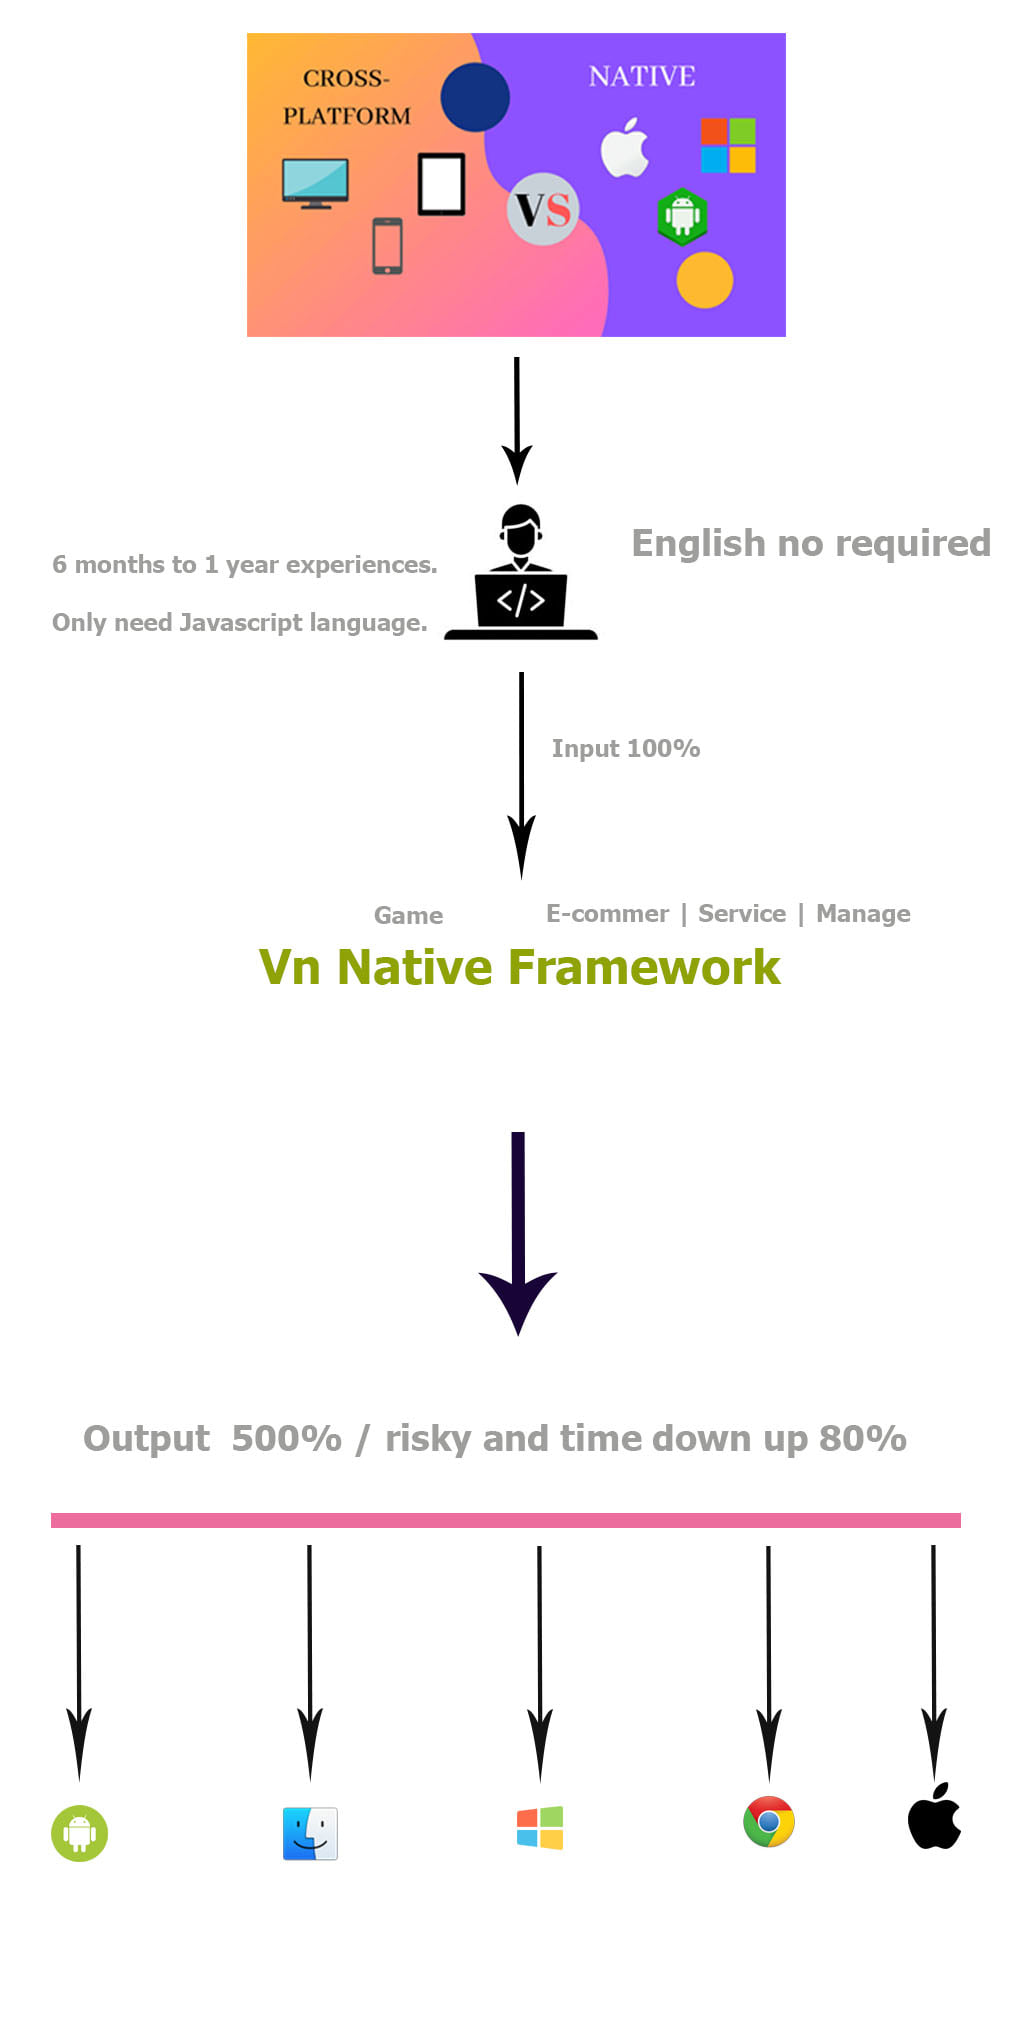 CROSS-
PLATFORM
NATIVE
VS
English no required
6 months to 1 year experiences.
Only need Javascript language.
</>
Input 100%
Game
E-commer | Service | Manage
Vn Native Framework
Output 500% / risky and time down up 80%